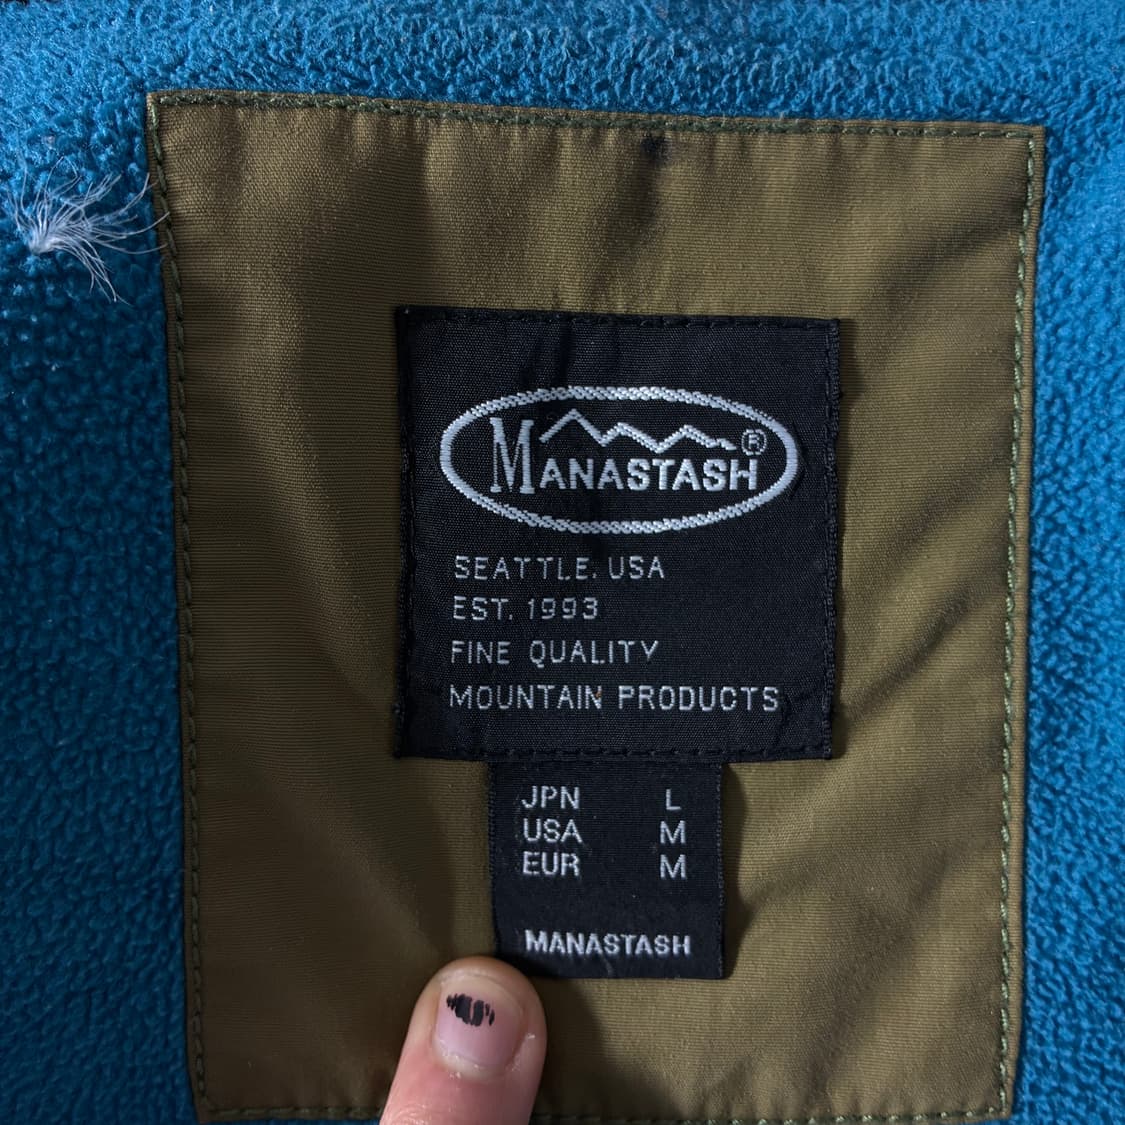 MANASTASH®
SEATTLE. USA
EST. 1993
FINE QUALITY
MOUNTAIN PRODUCTS
JPN L
USA M
EUR M
MANASTASH